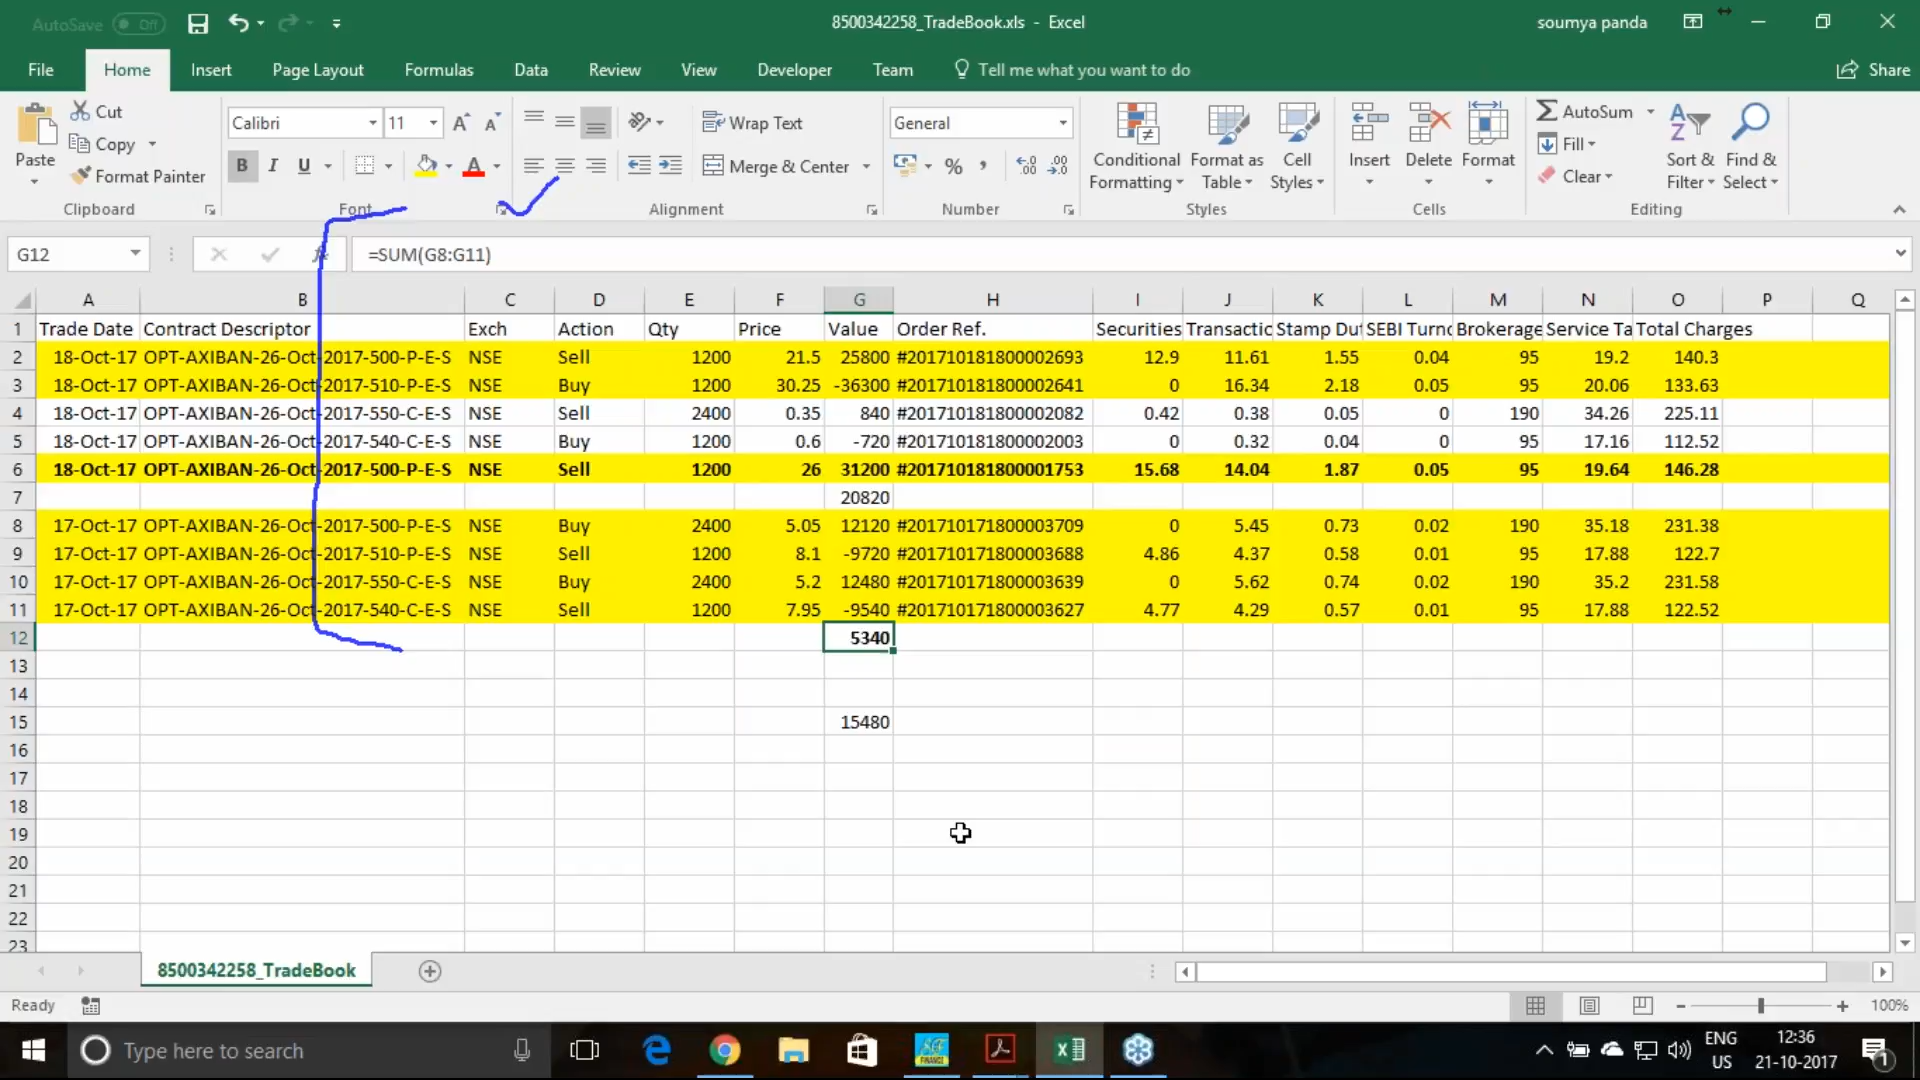 AutoSave Off 8500342258_TradeBook.xls - Excel soumya panda
File Home Insert Page Layout Formulas Data Review View Developer Team Tell me what you want to do Share
Paste Cut Copy Format Painter
Calibri 11 A A Wrap Text General
B I U A Merge & Center % ,
Conditional Formatting Format as Table Cell Styles Insert Delete Format
AutoSum Fill Clear Sort & Filter Find & Select
Clipboard Font Alignment Number Styles Cells Editing
G12 =SUM(G8:G11)
A B C D E F G H I J K L M N O P Q
1 Trade Date Contract Descriptor Exch Action Qty Price Value Order Ref. Securities Transactic Stamp Du SEBI Turno Brokerage Service Ta Total Charges
2 18-Oct-17 OPT-AXIBAN-26-Oct-2017-500-P-E-S NSE Sell 1200 21.5 25800 #201710181800002693 12.9 11.61 1.55 0.04 95 19.2 140.3
3 18-Oct-17 OPT-AXIBAN-26-Oct-2017-510-P-E-S NSE Buy 1200 30.25 -36300 #201710181800002641 0 16.34 2.18 0.05 95 20.06 133.63
4 18-Oct-17 OPT-AXIBAN-26-Oct-2017-550-C-E-S NSE Sell 2400 0.35 840 #201710181800002082 0.42 0.38 0.05 0 190 34.26 225.11
5 18-Oct-17 OPT-AXIBAN-26-Oct-2017-540-C-E-S NSE Buy 1200 0.6 -720 #201710181800002003 0 0.32 0.04 0 95 17.16 112.52
6 18-Oct-17 OPT-AXIBAN-26-Oct-2017-500-P-E-S NSE Sell 1200 26 31200 #201710181800001753 15.68 14.04 1.87 0.05 95 19.64 146.28
7 20820
8 17-Oct-17 OPT-AXIBAN-26-Oct-2017-500-P-E-S NSE Buy 2400 5.05 12120 #201710171800003709 0 5.45 0.73 0.02 190 35.18 231.38
9 17-Oct-17 OPT-AXIBAN-26-Oct-2017-510-P-E-S NSE Sell 1200 8.1 -9720 #201710171800003688 4.86 4.37 0.58 0.01 95 17.88 122.7
10 17-Oct-17 OPT-AXIBAN-26-Oct-2017-550-C-E-S NSE Buy 2400 5.2 12480 #201710171800003639 0 5.62 0.74 0.02 190 35.2 231.58
11 17-Oct-17 OPT-AXIBAN-26-Oct-2017-540-C-E-S NSE Sell 1200 7.95 -9540 #201710171800003627 4.77 4.29 0.57 0.01 95 17.88 122.52
12 5340
13
14
15 15480
16
17
18
19
20
21
22
23
8500342258_TradeBook
Ready 100%
Type here to search ENG US 12:36 21-10-2017 1